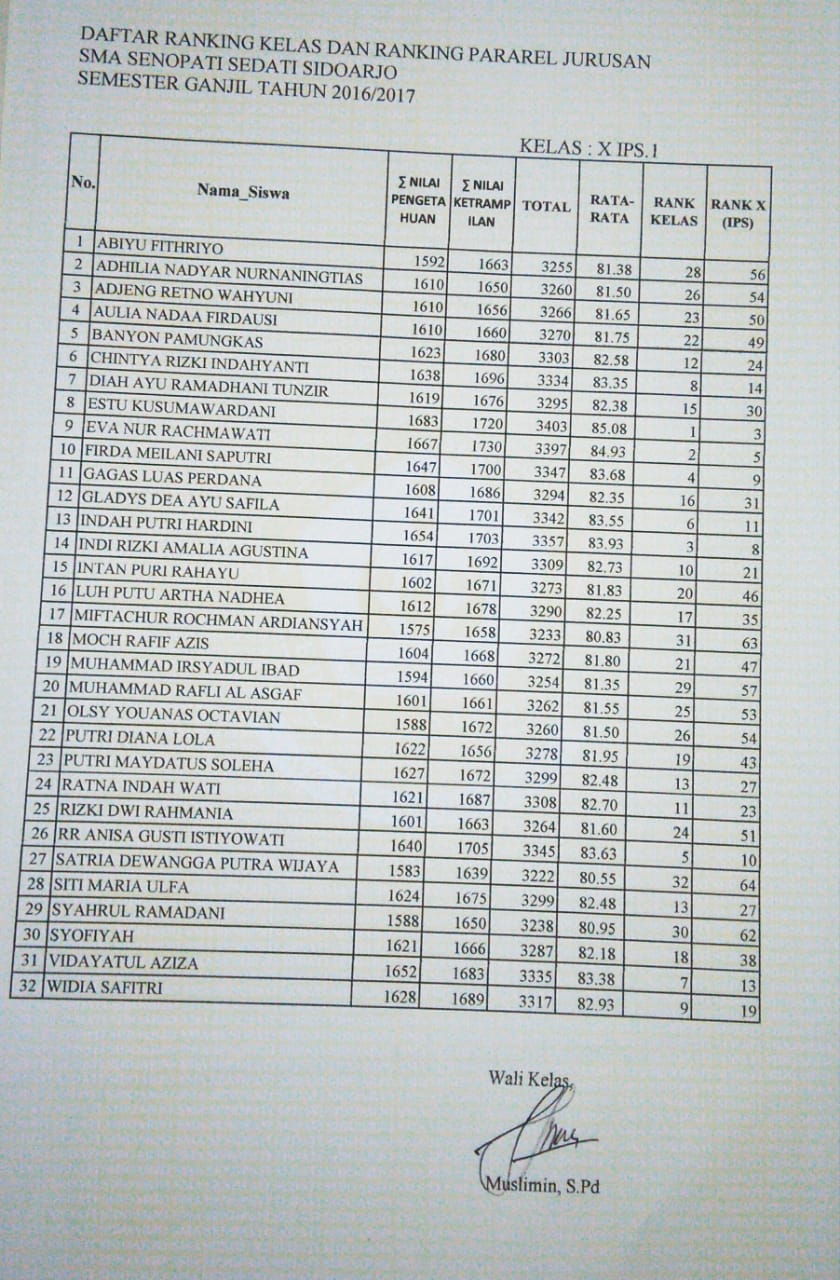 DAFTAR RANKING KELAS DAN RANKING PARAREL JURUSAN
SMA SENOPATI SEDATI SIDOARJO
SEMESTER GANJIL TAHUN 2016/2017
KELAS : X IPS.1
No. Nama_Siswa ∑ NILAI PENGETAHUAN ∑ NILAI KETRAMPILAN TOTAL RATA-RATA RANK KELAS RANK X (IPS)
1 ABIYU FITHRIYO 1592 1663 3255 81.38 28 56
2 ADHILIA NADYAR NURNANINGTIAS 1610 1650 3260 81.50 26 54
3 ADJENG RETNO WAHYUNI 1610 1656 3266 81.65 23 50
4 AULIA NADAA FIRDAUSI 1610 1660 3270 81.75 22 49
5 BANYON PAMUNGKAS 1623 1680 3303 82.58 12 24
6 CHINTYA RIZKI INDAHYANTI 1638 1696 3334 83.35 8 14
7 DIAH AYU RAMADHANI TUNZIR 1619 1676 3295 82.38 15 30
8 ESTU KUSUMAWARDANI 1683 1720 3403 85.08 1 3
9 EVA NUR RACHMAWATI 1667 1730 3397 84.93 2 5
10 FIRDA MEILANI SAPUTRI 1647 1700 3347 83.68 4 9
11 GAGAS LUAS PERDANA 1608 1686 3294 82.35 16 31
12 GLADYS DEA AYU SAFILA 1641 1701 3342 83.55 6 11
13 INDAH PUTRI HARDINI 1654 1703 3357 83.93 3 8
14 INDI RIZKI AMALIA AGUSTINA 1617 1692 3309 82.73 10 21
15 INTAN PURI RAHAYU 1602 1671 3273 81.83 20 46
16 LUH PUTU ARTHA NADHEA 1612 1678 3290 82.25 17 35
17 MIFTACHUR ROCHMAN ARDIANSYAH 1575 1658 3233 80.83 31 63
18 MOCH RAFIF AZIS 1604 1668 3272 81.80 21 47
19 MUHAMMAD IRSYADUL IBAD 1594 1660 3254 81.35 29 57
20 MUHAMMAD RAFLI AL ASGAF 1601 1661 3262 81.55 25 53
21 OLSY YOUANAS OCTAVIAN 1588 1672 3260 81.50 26 54
22 PUTRI DIANA LOLA 1622 1656 3278 81.95 19 43
23 PUTRI MAYDATUS SOLEHA 1627 1672 3299 82.48 13 27
24 RATNA INDAH WATI 1621 1687 3308 82.70 11 23
25 RIZKI DWI RAHMANIA 1601 1663 3264 81.60 24 51
26 RR ANISA GUSTI ISTIYOWATI 1640 1705 3345 83.63 5 10
27 SATRIA DEWANGGA PUTRA WIJAYA 1583 1639 3222 80.55 32 64
28 SITI MARIA ULFA 1624 1675 3299 82.48 13 27
29 SYAHRUL RAMADANI 1588 1650 3238 80.95 30 62
30 SYOFIYAH 1621 1666 3287 82.18 18 38
31 VIDAYATUL AZIZA 1652 1683 3335 83.38 7 13
32 WIDIA SAFITRI 1628 1689 3317 82.93 9 19
Wali Kelas,
Muslimin, S.Pd